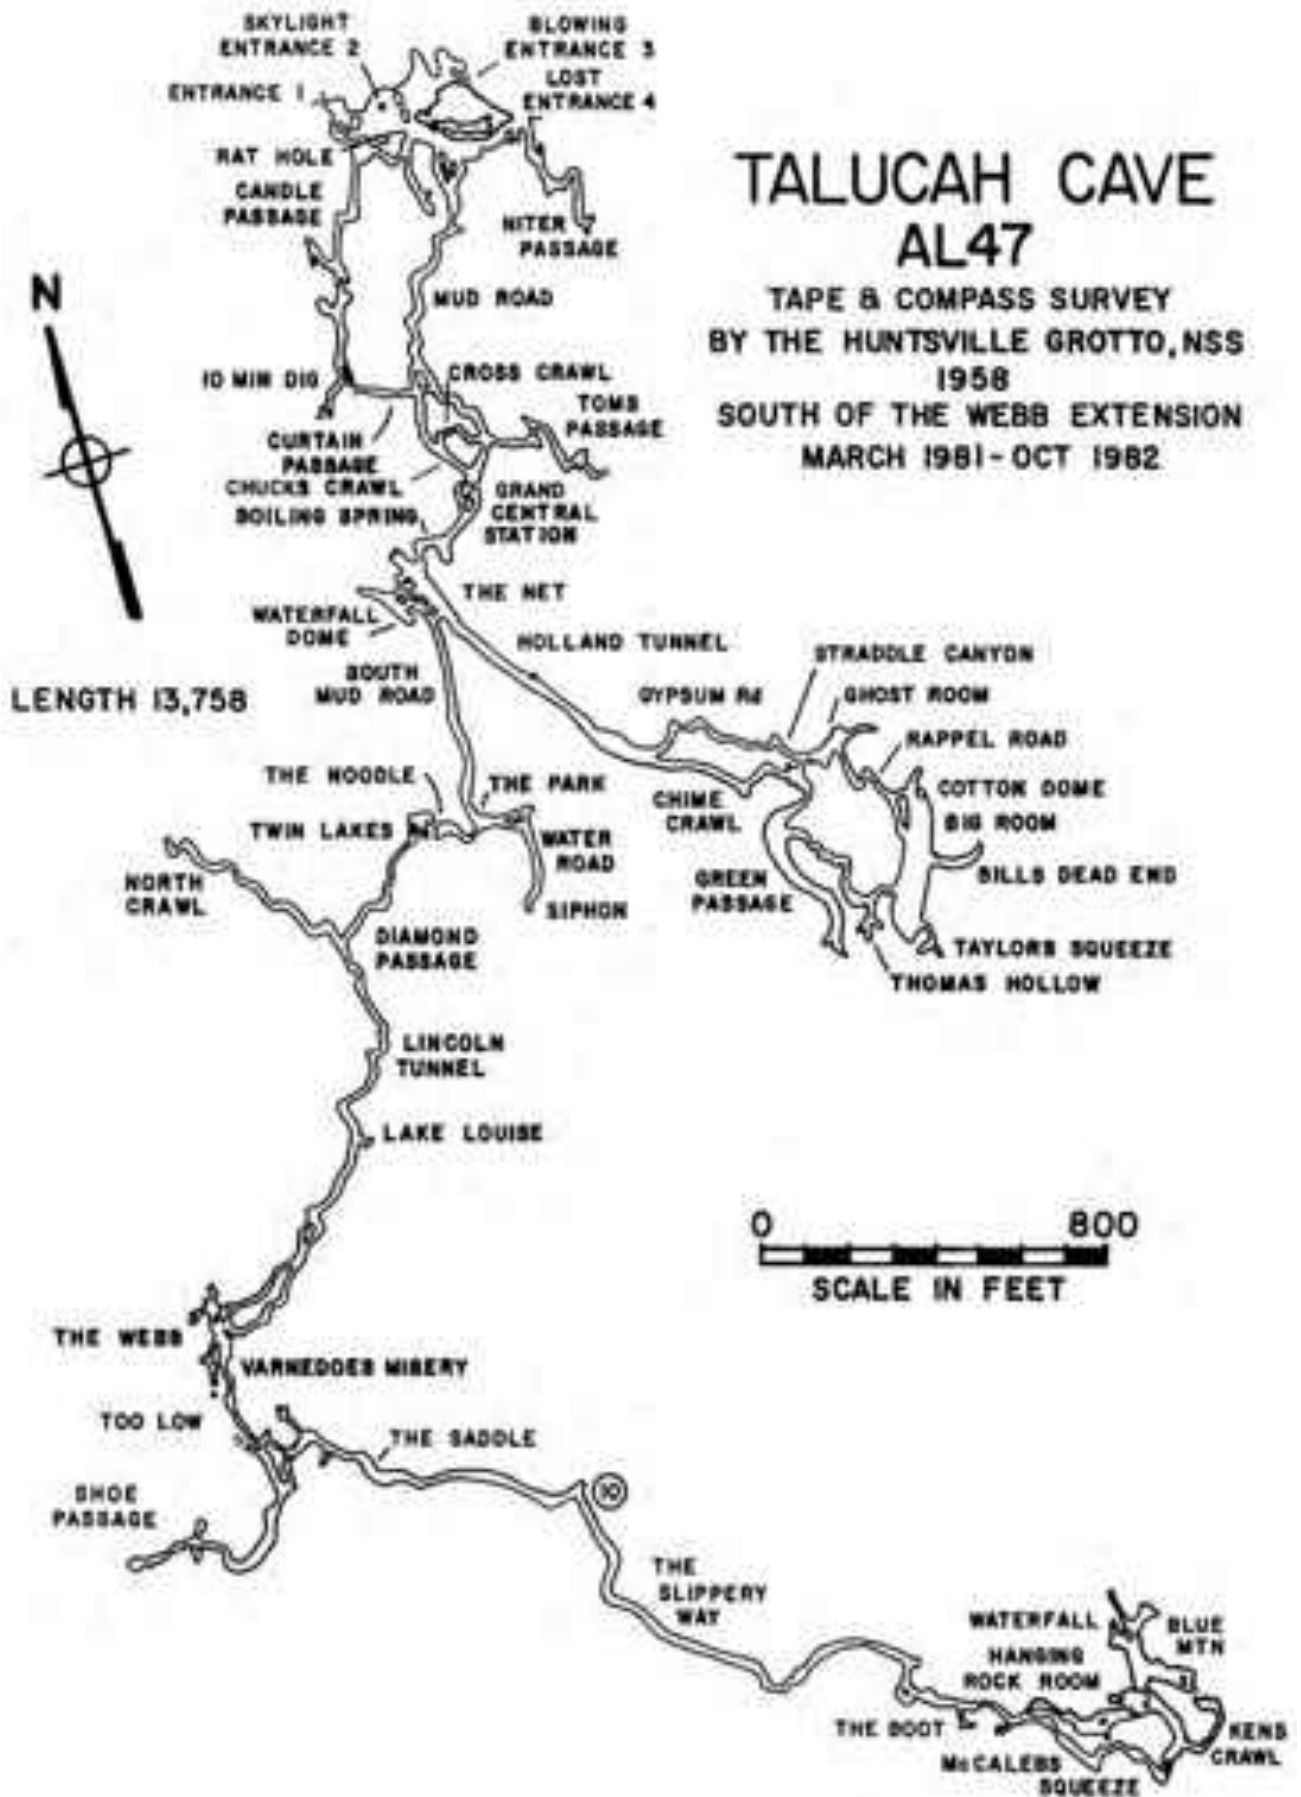 SKYLIGHT
ENTRANCE 2
BLOWING
ENTRANCE 3
LOST
ENTRANCE 4
ENTRANCE 1
RAT HOLE
CANDLE
PASSAGE
NITER
PASSAGE
MUD ROAD
TALUCAH CAVE
AL47
TAPE & COMPASS SURVEY
BY THE HUNTSVILLE GROTTO, NSS
1958
SOUTH OF THE WEBB EXTENSION
MARCH 1981-OCT 1982
N
10 MIN DIG
CROSS CRAWL
TOMS
PASSAGE
CURTAIN
PASSAGE
CHUCKS CRAWL
BOILING SPRING
GRAND
CENTRAL
STATION
THE NET
WATERFALL
DOME
HOLLAND TUNNEL
SOUTH
MUD ROAD
LENGTH 13,758
STRADDLE CANYON
GYPSUM Rd
GHOST ROOM
RAPPEL ROAD
THE NOODLE
THE PARK
CHIME
CRAWL
COTTON DOME
BIG ROOM
TWIN LAKES
WATER
ROAD
NORTH
CRAWL
GREEN
PASSAGE
BILLS DEAD END
SIPHON
DIAMOND
PASSAGE
TAYLORS SQUEEZE
THOMAS HOLLOW
LINCOLN
TUNNEL
LAKE LOUISE
0 800
SCALE IN FEET
THE WEBB
VARNEDOES MISERY
TOO LOW
THE SADDLE
SHOE
PASSAGE
10
THE
SLIPPERY
WAY
WATERFALL
BLUE
MTN
HANGING
ROCK ROOM
THE BOOT
KENS
CRAWL
McCALEBS
SQUEEZE